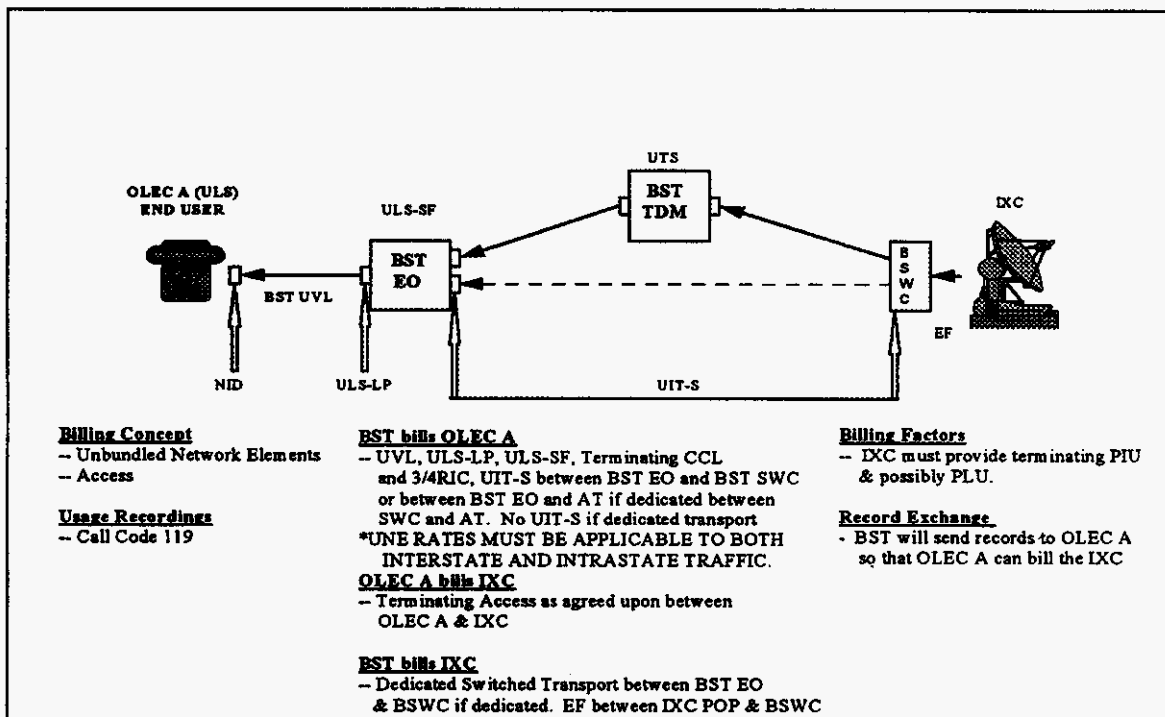 UTS
OLEC A (ULS)
END USER
ULS-SF
BST
TDM
IXC
BST
EO
B
S
W
C
BST UVL
EF
NID
ULS-LP
UIT-S
Billing Concept
-- Unbundled Network Elements
-- Access
Usage Recordings
-- Call Code 119
BST bills OLEC A
-- UVL, ULS-LP, ULS-SF, Terminating CCL
and 3/4RIC, UIT-S between BST EO and BST SWC
or between BST EO and AT if dedicated between
SWC and AT. No UIT-S if dedicated transport
*UNE RATES MUST BE APPLICABLE TO BOTH
INTERSTATE AND INTRASTATE TRAFFIC.
OLEC A bills IXC
-- Terminating Access as agreed upon between
OLEC A & IXC
BST bills IXC
-- Dedicated Switched Transport between BST EO
& BSWC if dedicated. EF between IXC POP & BSWC
Billing Factors
-- IXC must provide terminating PIU
& possibly PLU.
Record Exchange
- BST will send records to OLEC A
so that OLEC A can bill the IXC